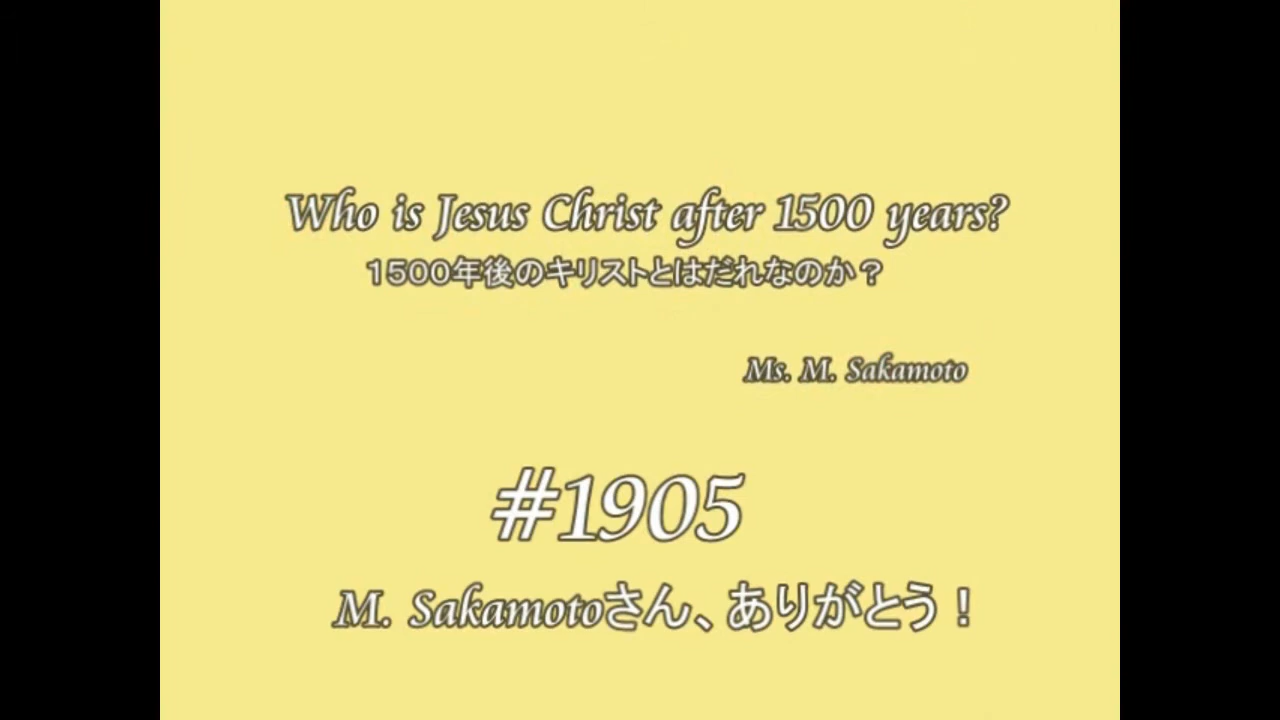 Who is Jesus Christ after 1500 years?
1500年後のキリストとはだれなのか？
Ms. M. Sakamoto
#1905
M. Sakamotoさん、ありがとう！